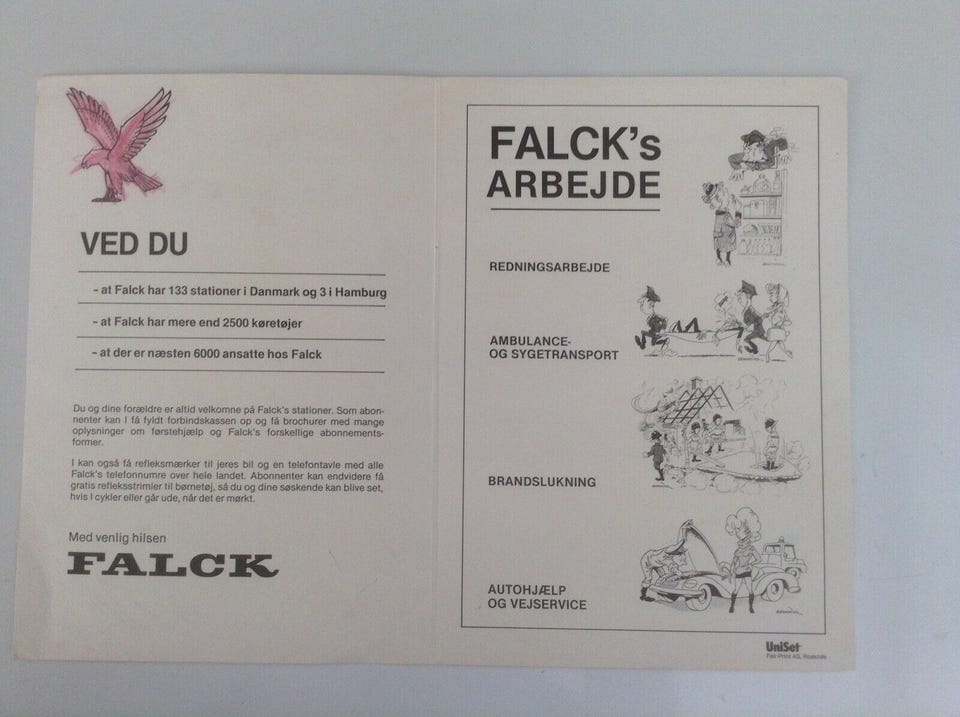 VED DU
- at Falck har 133 stationer i Danmark og 3 i Hamburg
- at Falck har mere end 2500 køretøjer
- at der er næsten 6000 ansatte hos Falck
Du og dine forældre er altid velkomne på Falck's stationer. Som abon-
nenter kan I få fyldt forbindskassen op og få brochurer med mange
oplysninger om førstehjælp og Falck's forskellige abonnements-
former.
I kan også få refleksmærker til jeres bil og en telefontavle med alle
Falck's telefonnumre over hele landet. Abonnenter kan endvidere få
gratis refleksstrimler til børnetøj, så du og dine søskende kan blive set,
hvis I cykler eller går ude, når det er mørkt.
Med venlig hilsen
FALCK
FALCK's
ARBEJDE
REDNINGSARBEJDE
AMBULANCE-
OG SYGETRANSPORT
BRANDSLUKNING
AUTOHJÆLP
OG VEJSERVICE
UniSet
Fair-Print AS, Roskilde